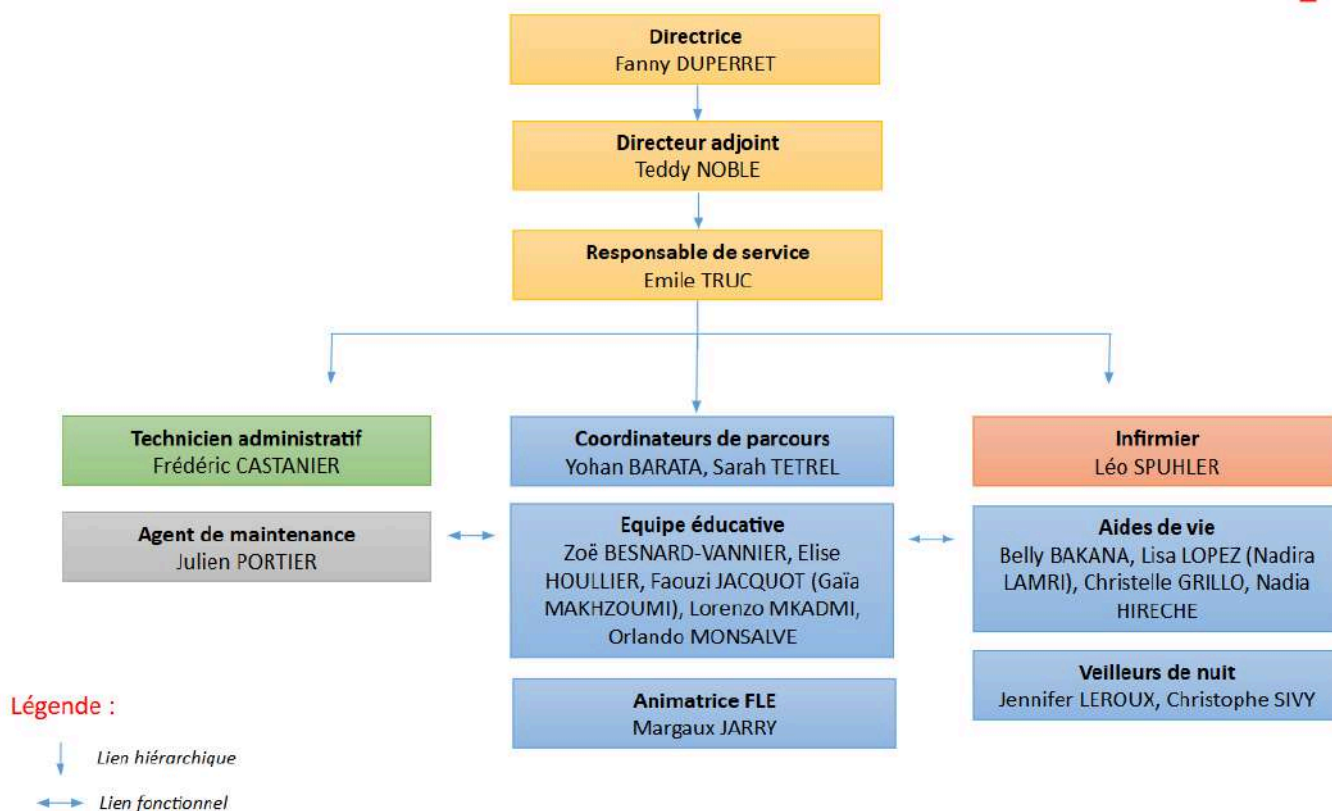 Directrice
Fanny DUPERRET
Directeur adjoint
Teddy NOBLE
Responsable de service
Emile TRUC
Technicien administratif
Frédéric CASTANIER
Agent de maintenance
Julien PORTIER
Coordinateurs de parcours
Yohan BARATA, Sarah TETREL
Equipe éducative
Zoë BESNARD-VANNIER, Elise
HOULLIER, Faouzi JACQUOT (Gaïa
MAKHZOUMI), Lorenzo MKADMI,
Orlando MONSALVE
Animatrice FLE
Margaux JARRY
Infirmier
Léo SPUHLER
Aides de vie
Belly BAKANA, Lisa LOPEZ (Nadira
LAMRI), Christelle GRILLO, Nadia
HIRECHE
Veilleurs de nuit
Jennifer LEROUX, Christophe SIVY
Légende :
Lien hiérarchique
Lien fonctionnel